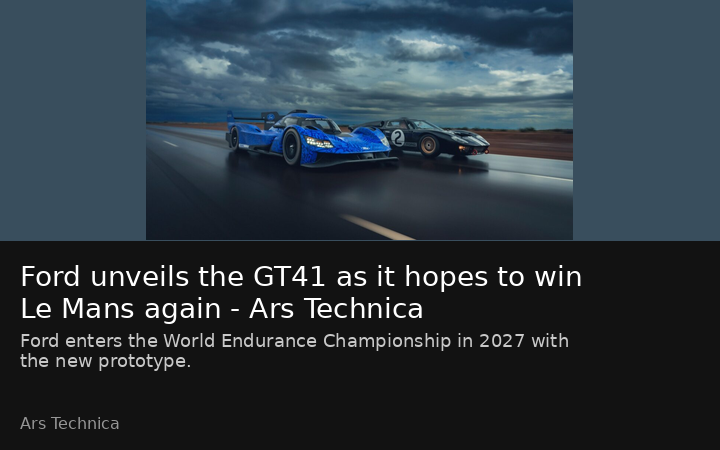 2
Ford unveils the GT41 as it hopes to win
Le Mans again - Ars Technica
Ford enters the World Endurance Championship in 2027 with
the new prototype.
Ars Technica